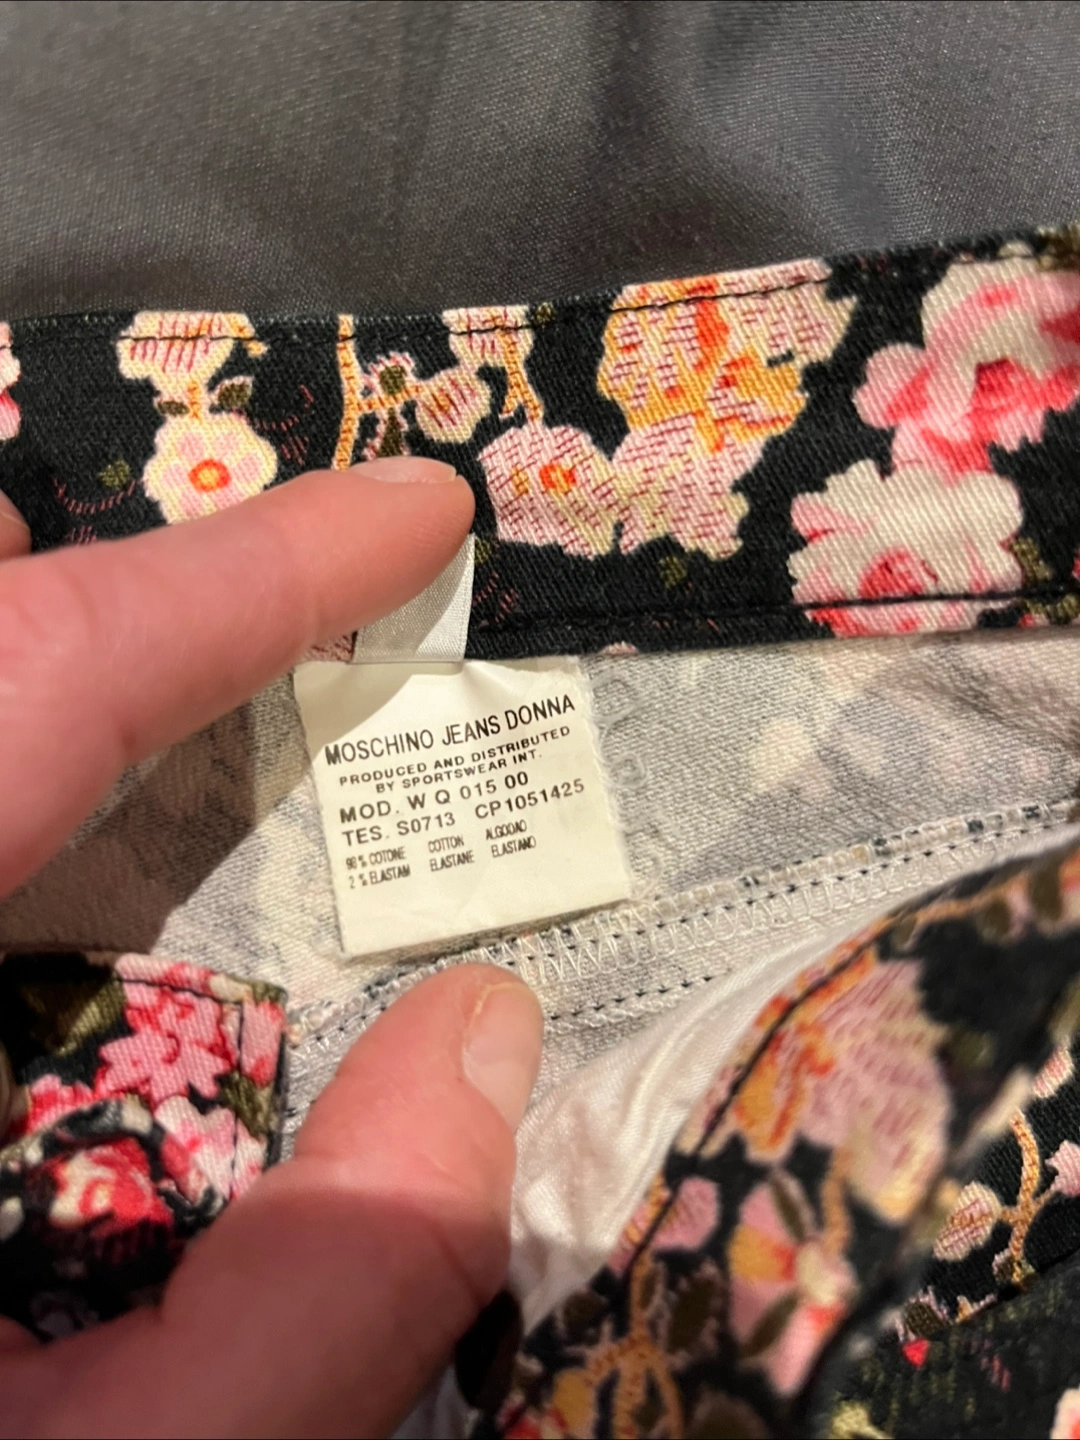 MOSCHINO JEANS DONNA
PRODUCED AND DISTRIBUTED
BY SPORTSWEAR INT.
MOD. W Q 015 00
TES. S0713 CP1051425
98 % COTONE COTTON ALGODAO
2 % ELASTAM ELASTANE ELASTANO